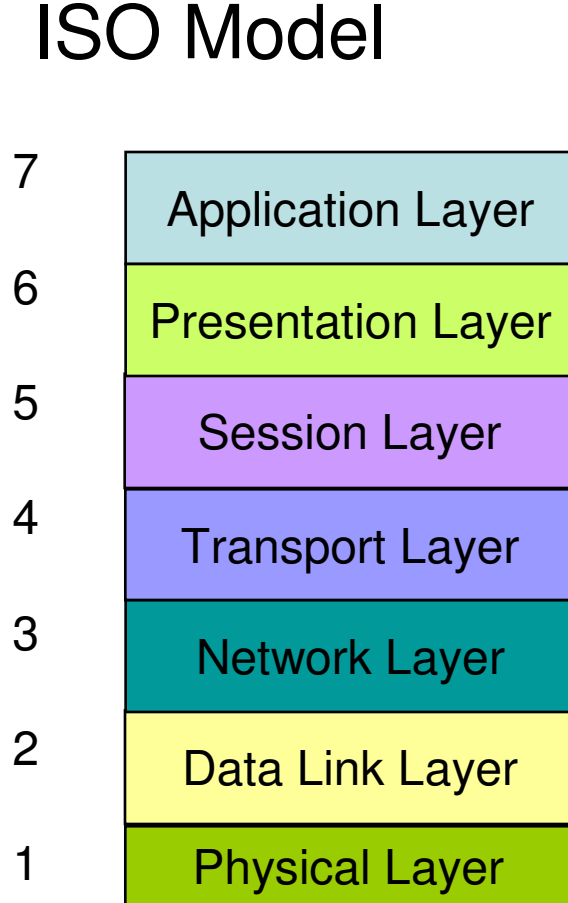 ISO Model
7 Application Layer
6 Presentation Layer
5 Session Layer
4 Transport Layer
3 Network Layer
2 Data Link Layer
1 Physical Layer